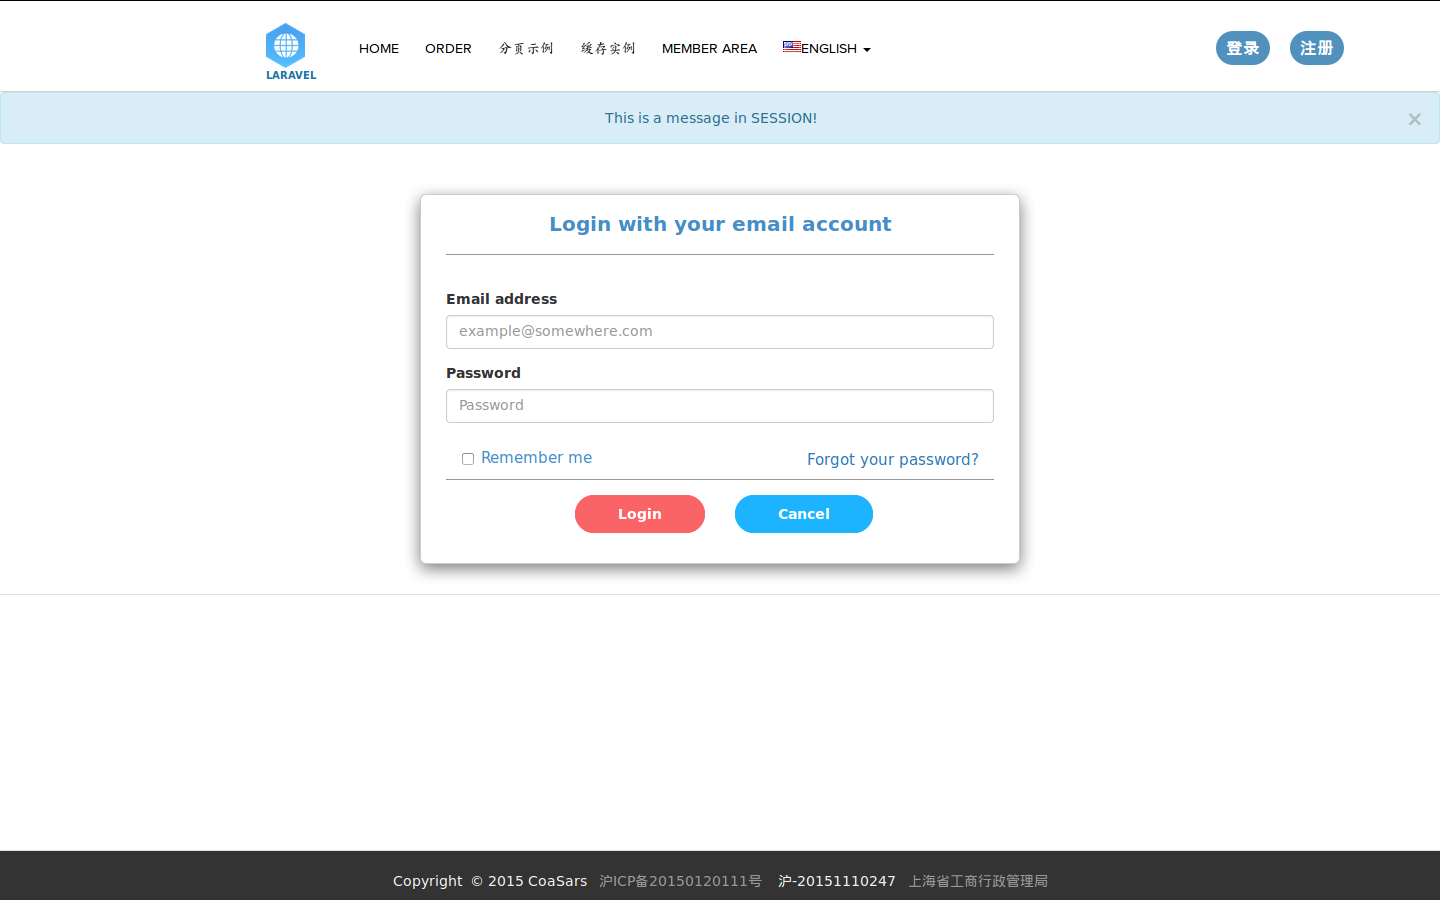 LARAVEL
HOME ORDER 分页示例 缓存实例 MEMBER AREA ENGLISH 登录 注册
This is a message in SESSION! ×
Login with your email account
Email address
example@somewhere.com
Password
Password
Remember me Forgot your password?
Login Cancel
Copyright © 2015 CoaSars 沪ICP备20150120111号 沪-20151110247 上海省工商行政管理局